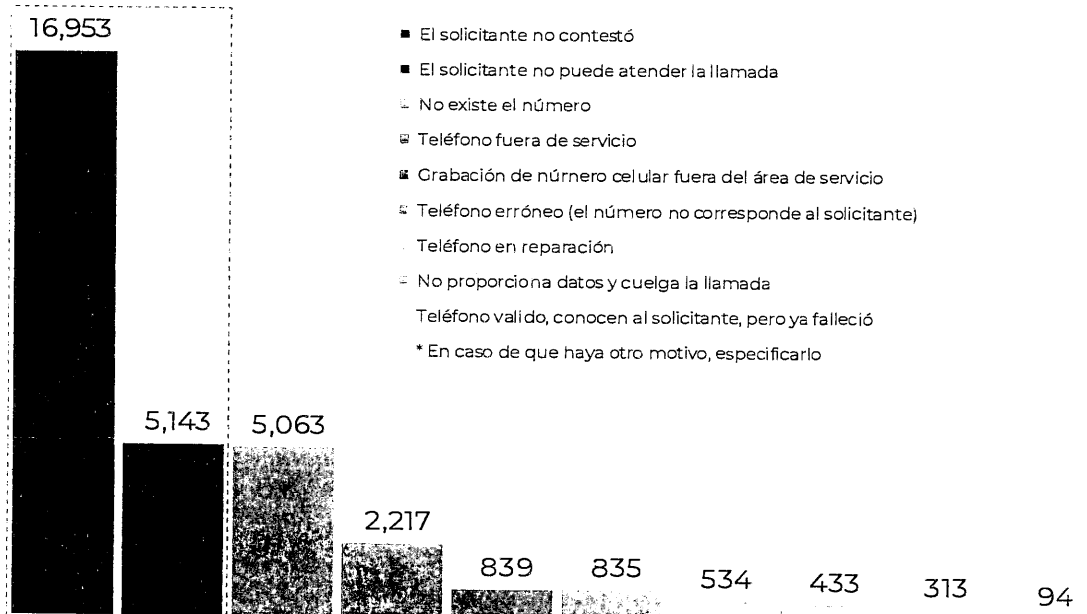 16,953
■ El solicitante no contestó
■ El solicitante no puede atender la llamada
No existe el número
Teléfono fuera de servicio
Grabación de número celular fuera del área de servicio
Teléfono erróneo (el número no corresponde al solicitante)
Teléfono en reparación
No proporciona datos y cuelga la llamada
Teléfono valido, conocen al solicitante, pero ya falleció
* En caso de que haya otro motivo, especificarlo
5,143
5,063
2,217
839
835
534
433
313
94